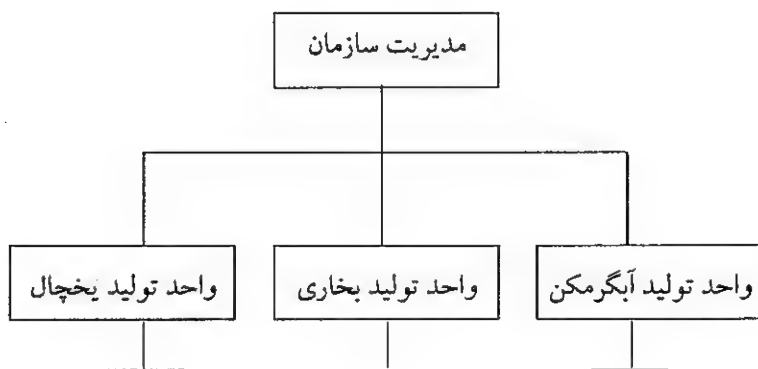 مدیریت سازمان
واحد تولید آبگرمکن
واحد تولید بخاری
واحد تولید یخچال